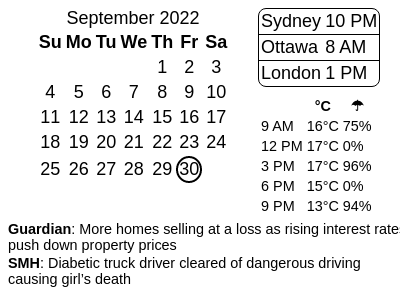 September 2022
Su Mo Tu We Th Fr Sa
1 2 3
4 5 6 7 8 9 10
11 12 13 14 15 16 17
18 19 20 21 22 23 24
25 26 27 28 29 30
Sydney 10 PM
Ottawa 8 AM
London 1 PM
°C ☂
9 AM 16°C 75%
12 PM 17°C 0%
3 PM 17°C 96%
6 PM 15°C 0%
9 PM 13°C 94%
Guardian: More homes selling at a loss as rising interest rates
push down property prices
SMH: Diabetic truck driver cleared of dangerous driving
causing girl's death